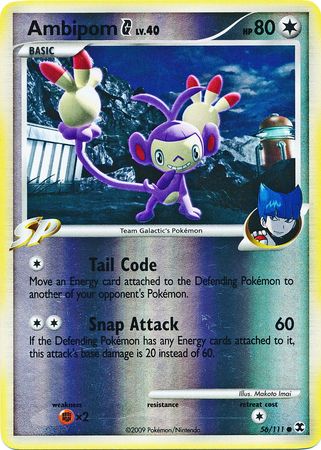 Ambipom G LV.40 HP 80
BASIC
Team Galactic's Pokémon
SP
Tail Code
Move an Energy card attached to the Defending Pokémon to
another of your opponent's Pokémon.
Snap Attack 60
If the Defending Pokémon has any Energy cards attached to it,
this attack's base damage is 20 instead of 60.
Illus. Makoto Imai
weakness resistance retreat cost
×2
©2009 Pokémon/Nintendo 56/111